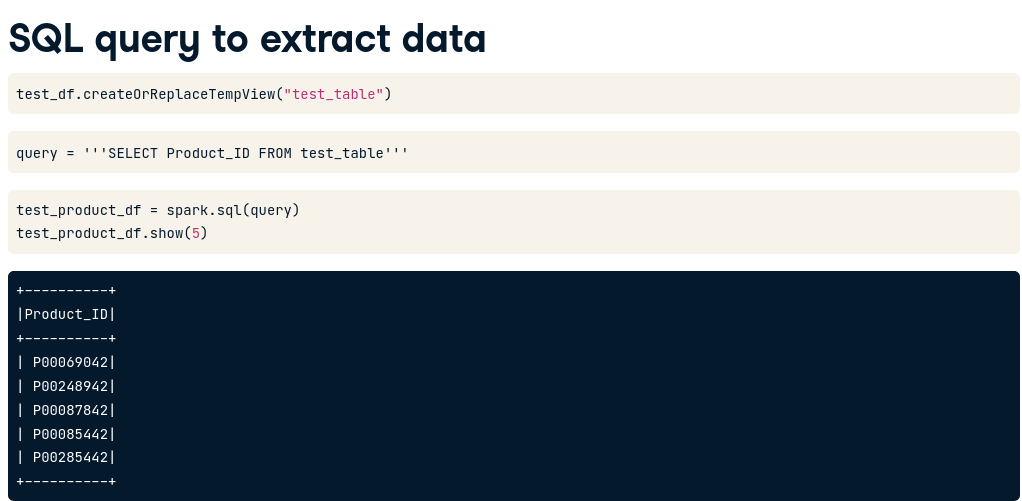 SQL query to extract data
test_df.createOrReplaceTempView("test_table")
query = '''SELECT Product_ID FROM test_table'''
test_product_df = spark.sql(query)
test_product_df.show(5)
+----------+
|Product_ID|
+----------+
| P00069042|
| P00248942|
| P00087842|
| P00085442|
| P00285442|
+----------+